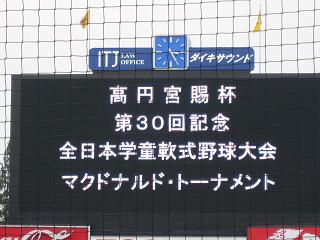 ITJ LAW OFFICE ダイキサウンド
高円宮賜杯
第30回記念
全日本学童軟式野球大会
マクドナルド・トーナメント